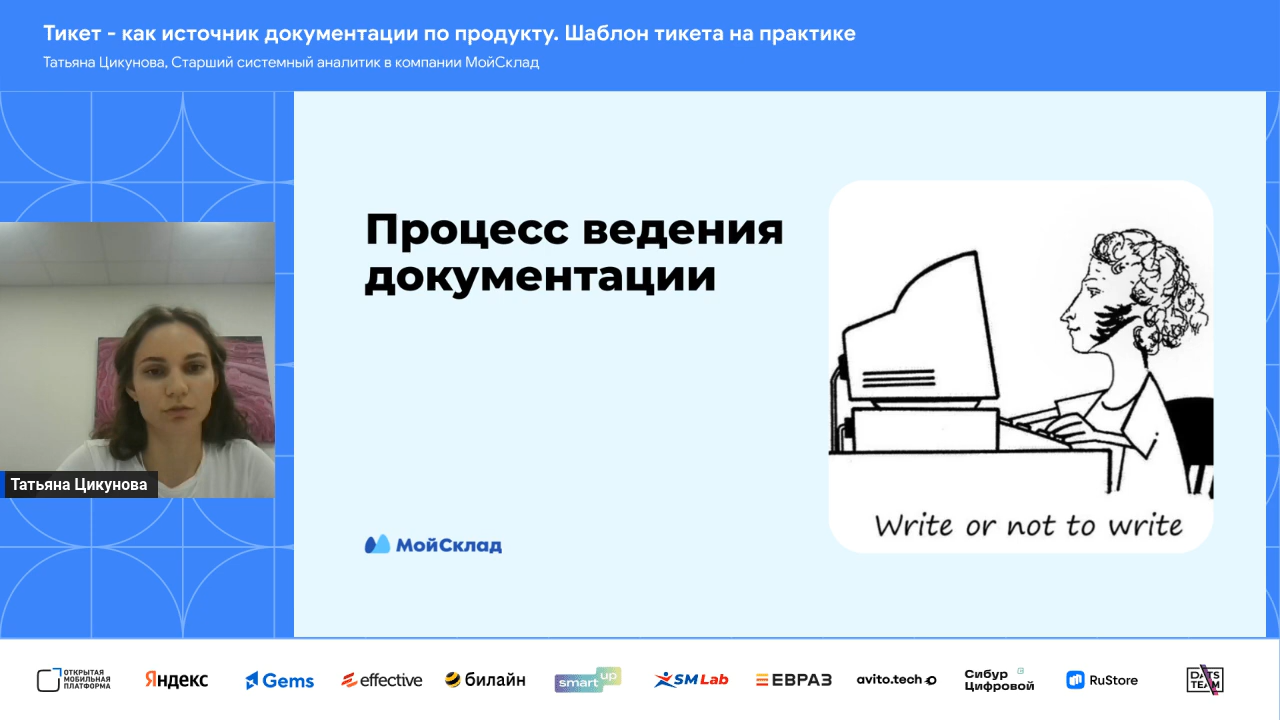 Тикет - как источник документации по продукту. Шаблон тикета на практике
Татьяна Цикунова, Старший системный аналитик в компании МойСклад
Процесс ведения
документации
Write or not to write
МойСклад
Татьяна Цикунова
ОТКРЫТАЯ
МОБИЛЬНАЯ
ПЛАТФОРМА
Яндекс
Gems
effective
билайн
smart up
SM Lab
ЕВРАЗ
avito.tech
Сибур
Цифровой
RuStore
DATS
TEAM